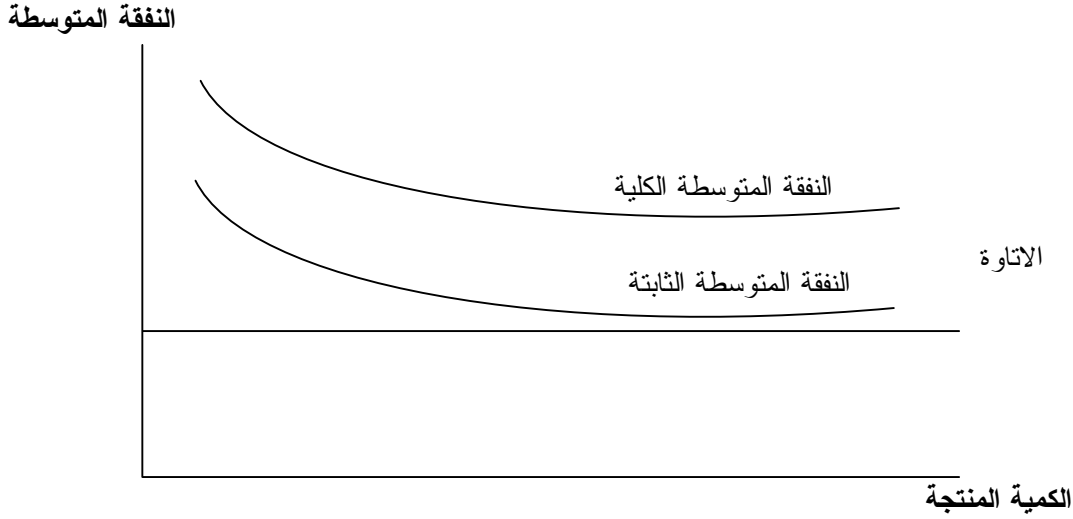 النفقة المتوسطة
النفقة المتوسطة الكلية
الاتاوة
النفقة المتوسطة الثابتة
الكمية المنتجة